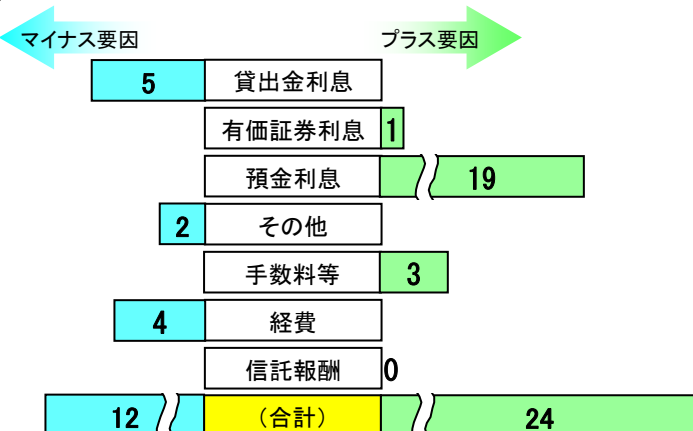 マイナス要因 プラス要因
5 貸出金利息
有価証券利息 1
預金利息 19
2 その他
手数料等 3
4 経費
信託報酬 0
12 （合計） 24